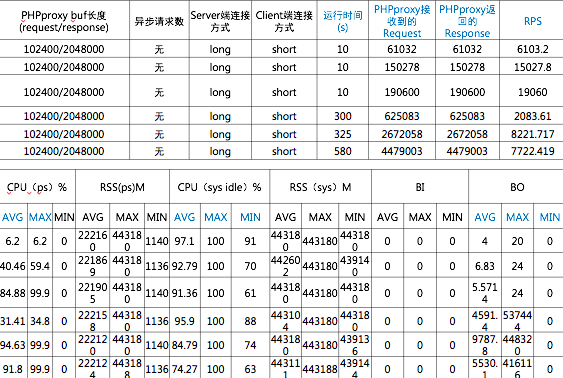 PHPproxy buf长度 (request/response) 异步请求数 Server端连接方式 Client端连接方式 运行时间(s) PHPproxy接收到的Request PHPproxy返回的Response RPS
102400/2048000 无 long short 10 61032 61032 6103.2
102400/2048000 无 long short 10 150278 150278 15027.8
102400/2048000 无 long short 10 190600 190600 19060
102400/2048000 无 long short 300 625083 625083 2083.61
102400/2048000 无 long short 325 2672058 2672058 8221.717
102400/2048000 无 long short 580 4479003 4479003 7722.419
CPU（ps）% RSS(ps)M CPU（sys idle）% RSS（sys）M BI BO
AVG MAX MIN AVG MAX MIN AVG MAX MIN AVG MAX MIN AVG MAX MIN AVG MAX MIN
6.2 6.2 0 222160 443180 1140 97.1 100 91 443180 443180 443180 0 0 0 4 20 0
40.46 59.4 0 221869 443180 1136 92.79 100 70 442602 443180 439140 0 0 0 6.83 24 0
84.88 99.9 0 221905 443180 1140 91.36 100 61 443180 443180 443180 0 0 0 5.5714 24 0
31.41 34.8 0 222158 443180 1136 95.9 100 88 443104 443180 443180 0 0 0 4591.4 537444 0
94.63 99.9 0 221220 443180 1140 84.79 100 74 443180 443180 439136 0 0 0 9787.8 448320 0
91.8 99.9 0 222124 443188 1136 74.27 100 63 443111 443188 439144 0 0 0 5530.1 416116 0